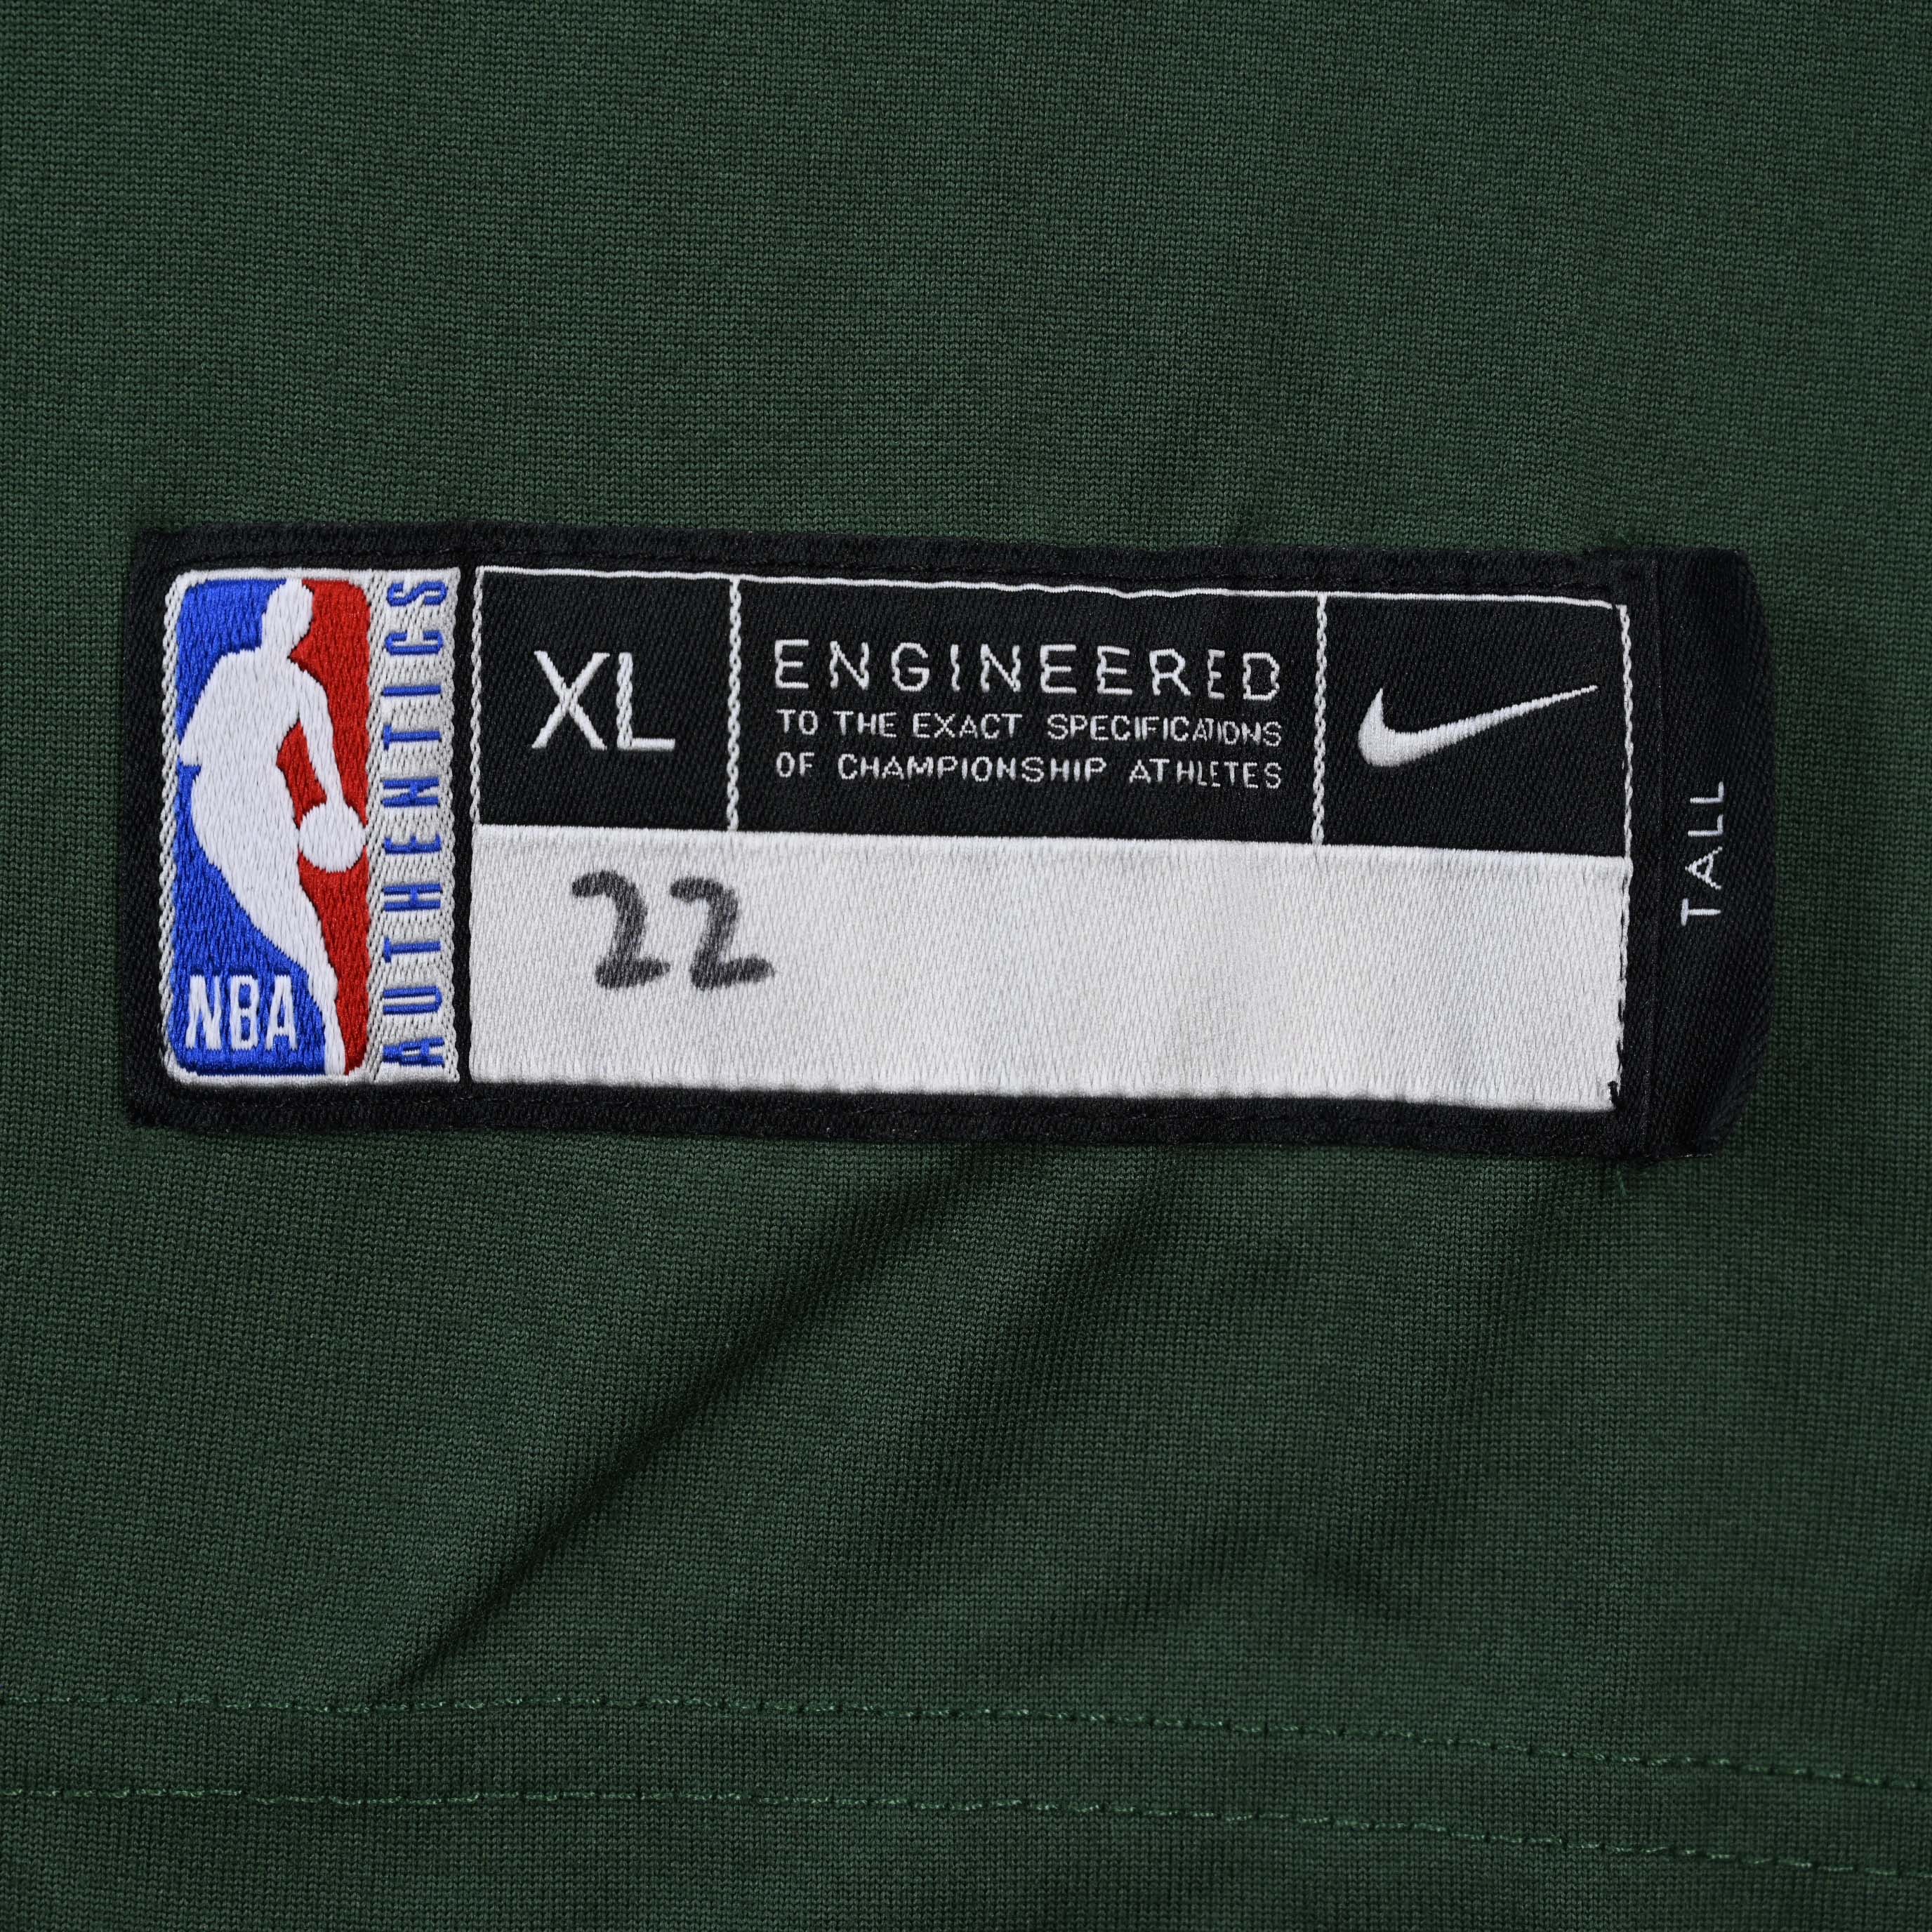 NBA
AUTHENTICS
XL
ENGINEERED
TO THE EXACT SPECIFICATIONS
OF CHAMPIONSHIP ATHLETES
22
TALL